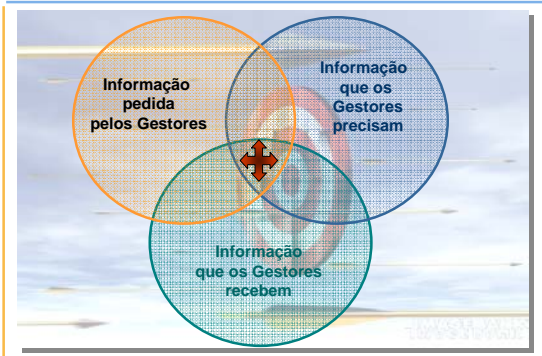 Informação
pedida
pelos Gestores
Informação
que os
Gestores
precisam
Informação
que os Gestores
recebem